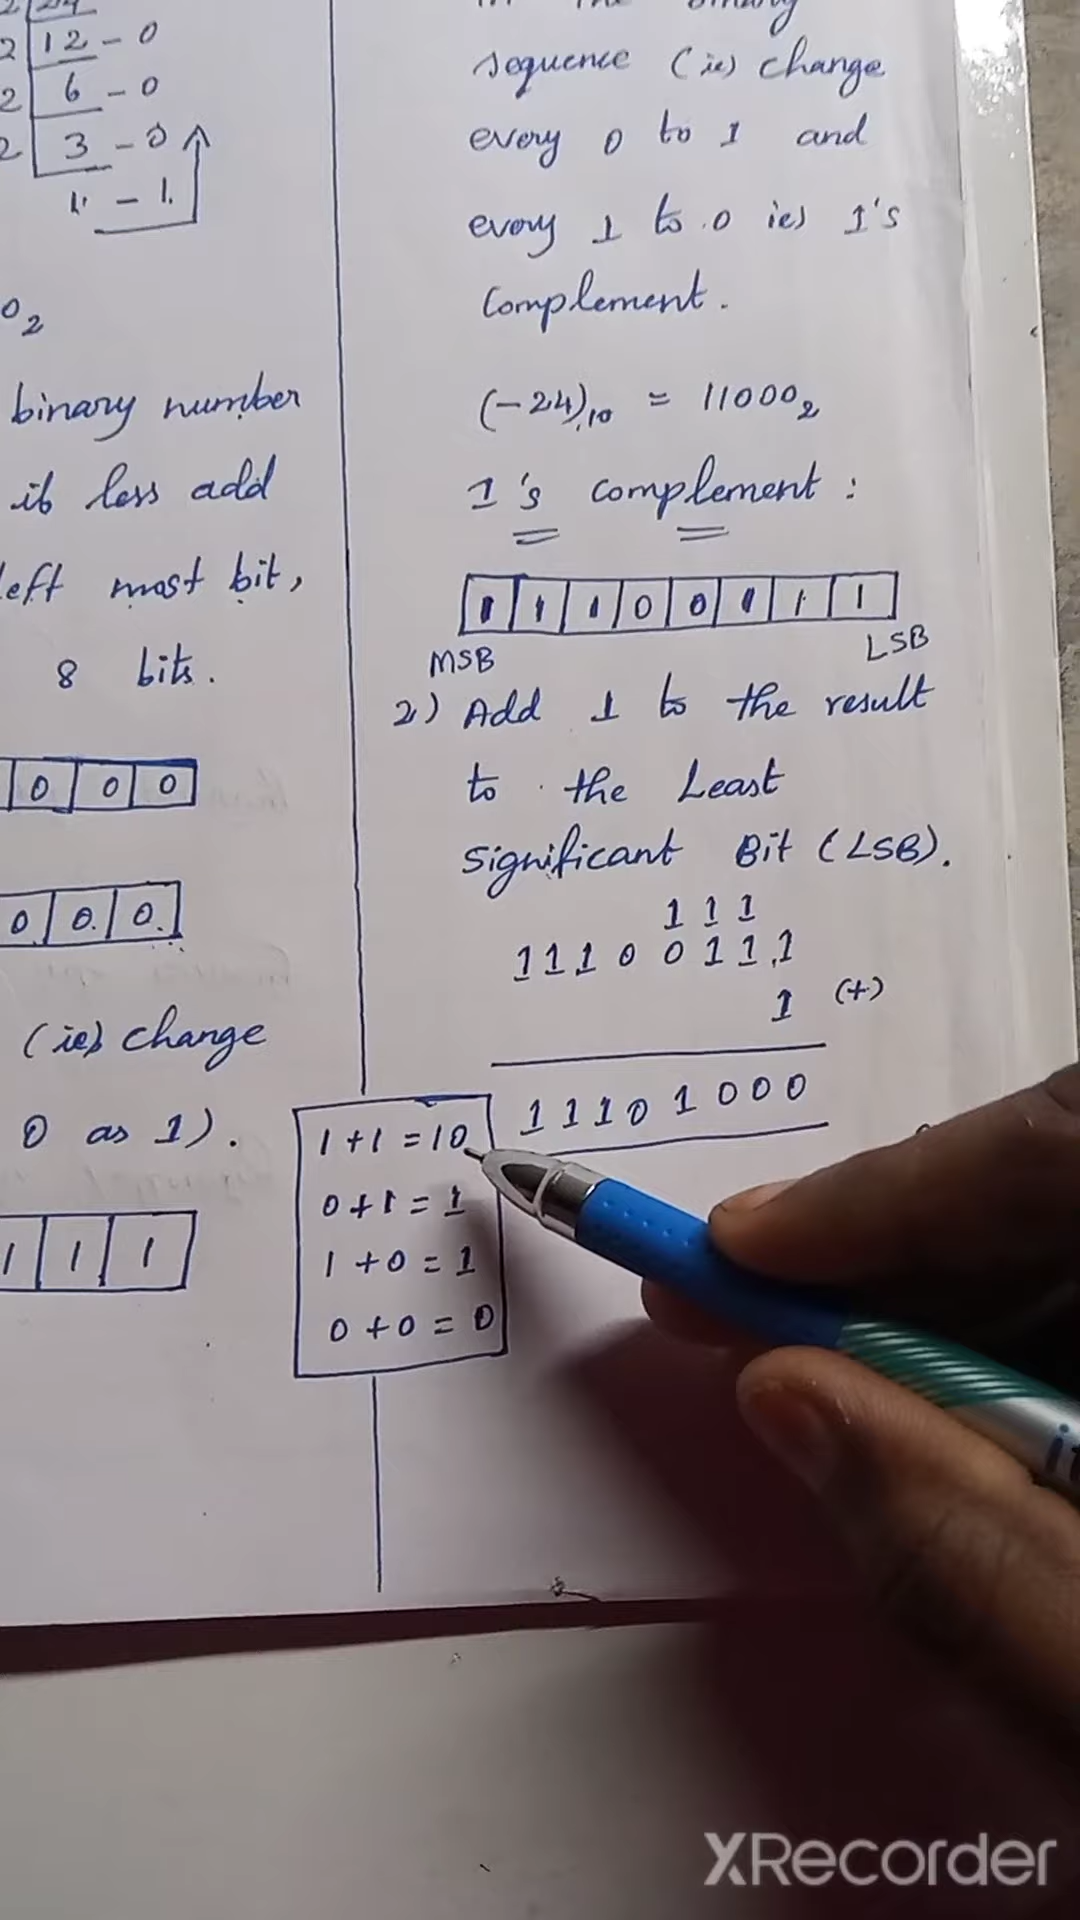 2 24
2 12 - 0
2 6 - 0
2 3 - 0
1 - 1
0₂
binary number
if less add
left most bit,
8 bits.
0 0 0
0 0 0
(ie) change
0 as 1).
1 1 1
in the binary
sequence (ie) change
every 0 to 1 and
every 1 to 0 ie) 1's
complement.
(-24)₁₀ = 11000₂
1's complement :
1 1 1 0 0 1 1 1
MSB LSB
2) Add 1 to the result
to the Least
significant Bit (LSB).
1 1 1
1 1 1 0 0 1 1 1
1 (+)
1 1 1 0 1 0 0 0
1 + 1 = 10
0 + 1 = 1
1 + 0 = 1
0 + 0 = 0
XRecorder